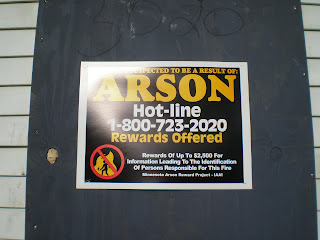 SUSPECTED TO BE A RESULT OF:
ARSON
Hot-line
1-800-723-2020
Rewards Offered
Rewards Of Up To $2,500 For
Information Leading To The Identification
Of Persons Responsible For This Fire
Minnesota Arson Reward Project - IAAI